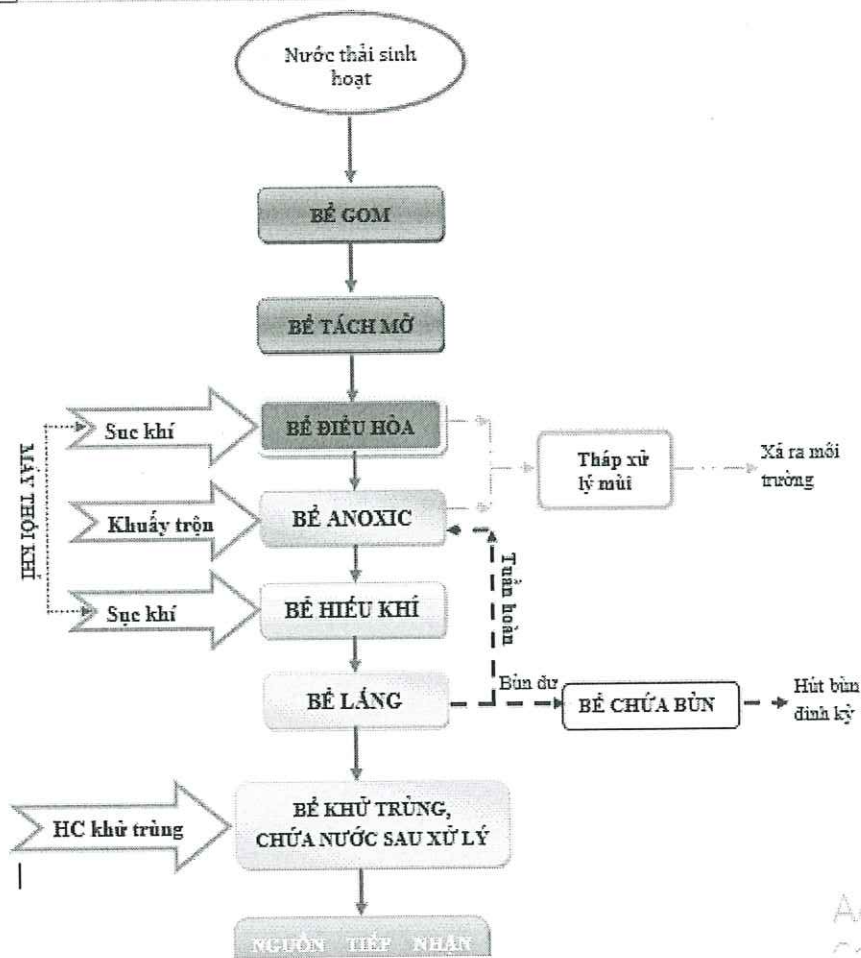 Nước thải sinh
hoạt
BỂ GOM
BỂ TÁCH MỠ
Sục khí
BỂ ĐIỀU HÒA
Tháp xử
lý mùi
Xả ra môi
trường
MÁY THỔI KHÍ
Khuấy trộn
BỂ ANOXIC
Tuần hoàn
Sục khí
BỂ HIẾU KHÍ
BỂ LẮNG
Bùn dư
BỂ CHỨA BÙN
Hút bùn
định kỳ
HC khử trùng
BỂ KHỬ TRÙNG,
CHỨA NƯỚC SAU XỬ LÝ
NGUỒN TIẾP NHẬN